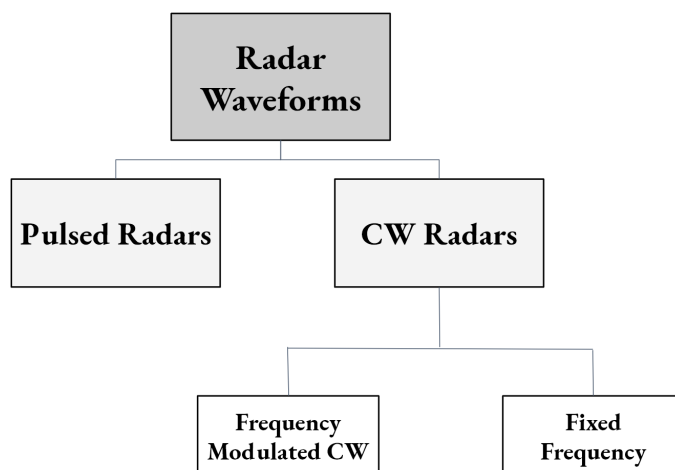 Radar
Waveforms
Pulsed Radars
CW Radars
Frequency
Modulated CW
Fixed
Frequency